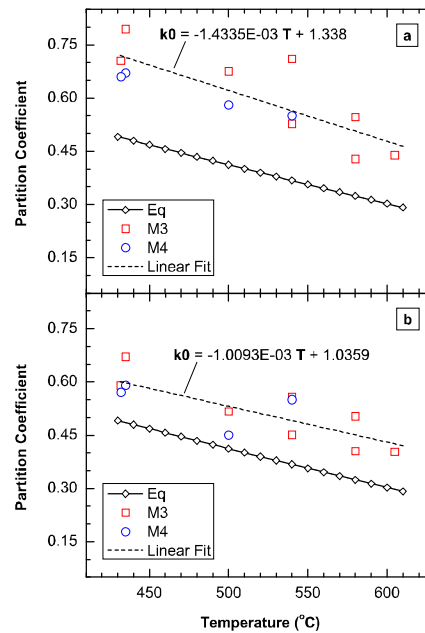 a
k0 = -1.4335E-03 T + 1.338
0.75
0.60
0.45
0.30
0.15
Partition Coefficient
Eq
M3
M4
Linear Fit
b
k0 = -1.0093E-03 T + 1.0359
0.75
0.60
0.45
0.30
0.15
Partition Coefficient
Eq
M3
M4
Linear Fit
450 500 550 600
Temperature (°C)